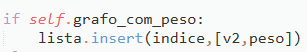 if self.grafo_com_peso:
    lista.insert(indice,[v2,peso])